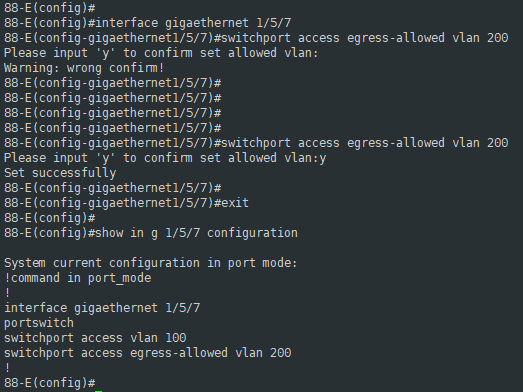 88-E(config)#
88-E(config)#interface gigaethernet 1/5/7
88-E(config-gigaethernet1/5/7)#switchport access egress-allowed vlan 200
Please input 'y' to confirm set allowed vlan:
Warning: wrong confirm!
88-E(config-gigaethernet1/5/7)#
88-E(config-gigaethernet1/5/7)#
88-E(config-gigaethernet1/5/7)#
88-E(config-gigaethernet1/5/7)#
88-E(config-gigaethernet1/5/7)#switchport access egress-allowed vlan 200
Please input 'y' to confirm set allowed vlan:y
Set successfully
88-E(config-gigaethernet1/5/7)#
88-E(config-gigaethernet1/5/7)#exit
88-E(config)#
88-E(config)#show in g 1/5/7 configuration
System current configuration in port mode:
!command in port_mode
!
interface gigaethernet 1/5/7
portswitch
switchport access vlan 100
switchport access egress-allowed vlan 200
!
88-E(config)#